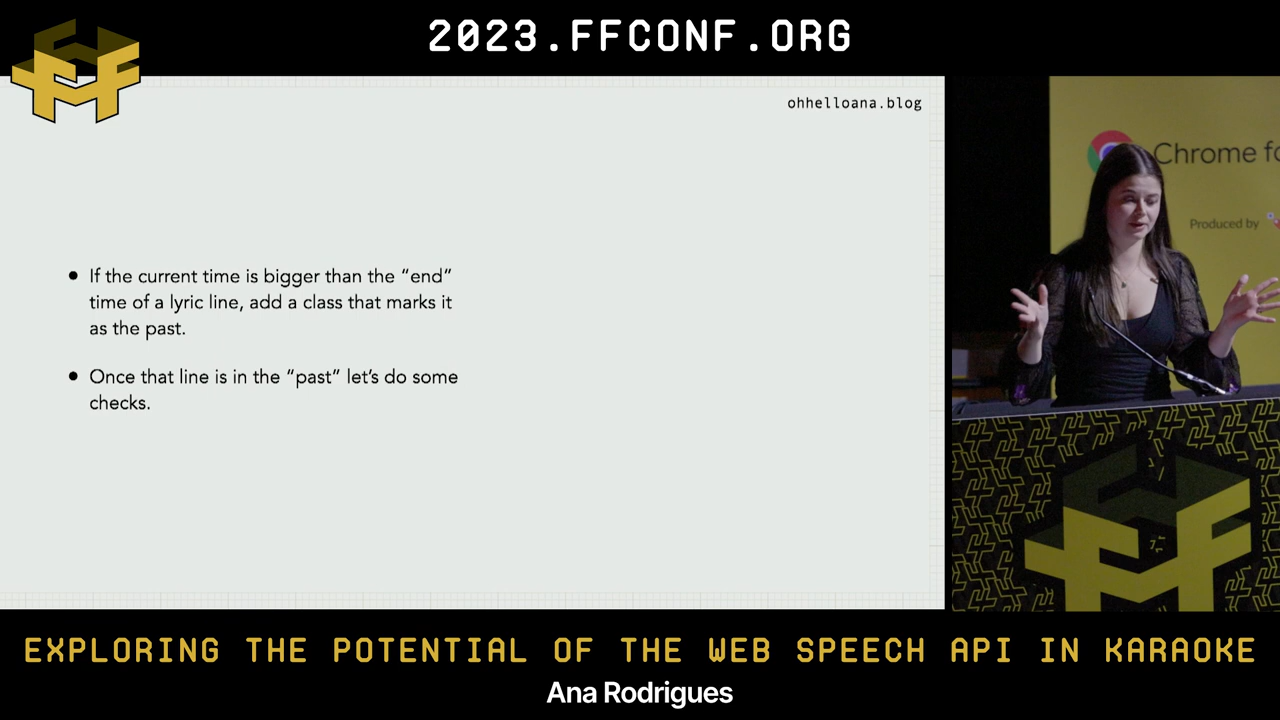 2023.FFCONF.ORG
ohhelloana.blog
• If the current time is bigger than the “end”
time of a lyric line, add a class that marks it
as the past.
• Once that line is in the “past” let’s do some
checks.
Chrome fo
Produced by
EXPLORING THE POTENTIAL OF THE WEB SPEECH API IN KARAOKE
Ana Rodrigues